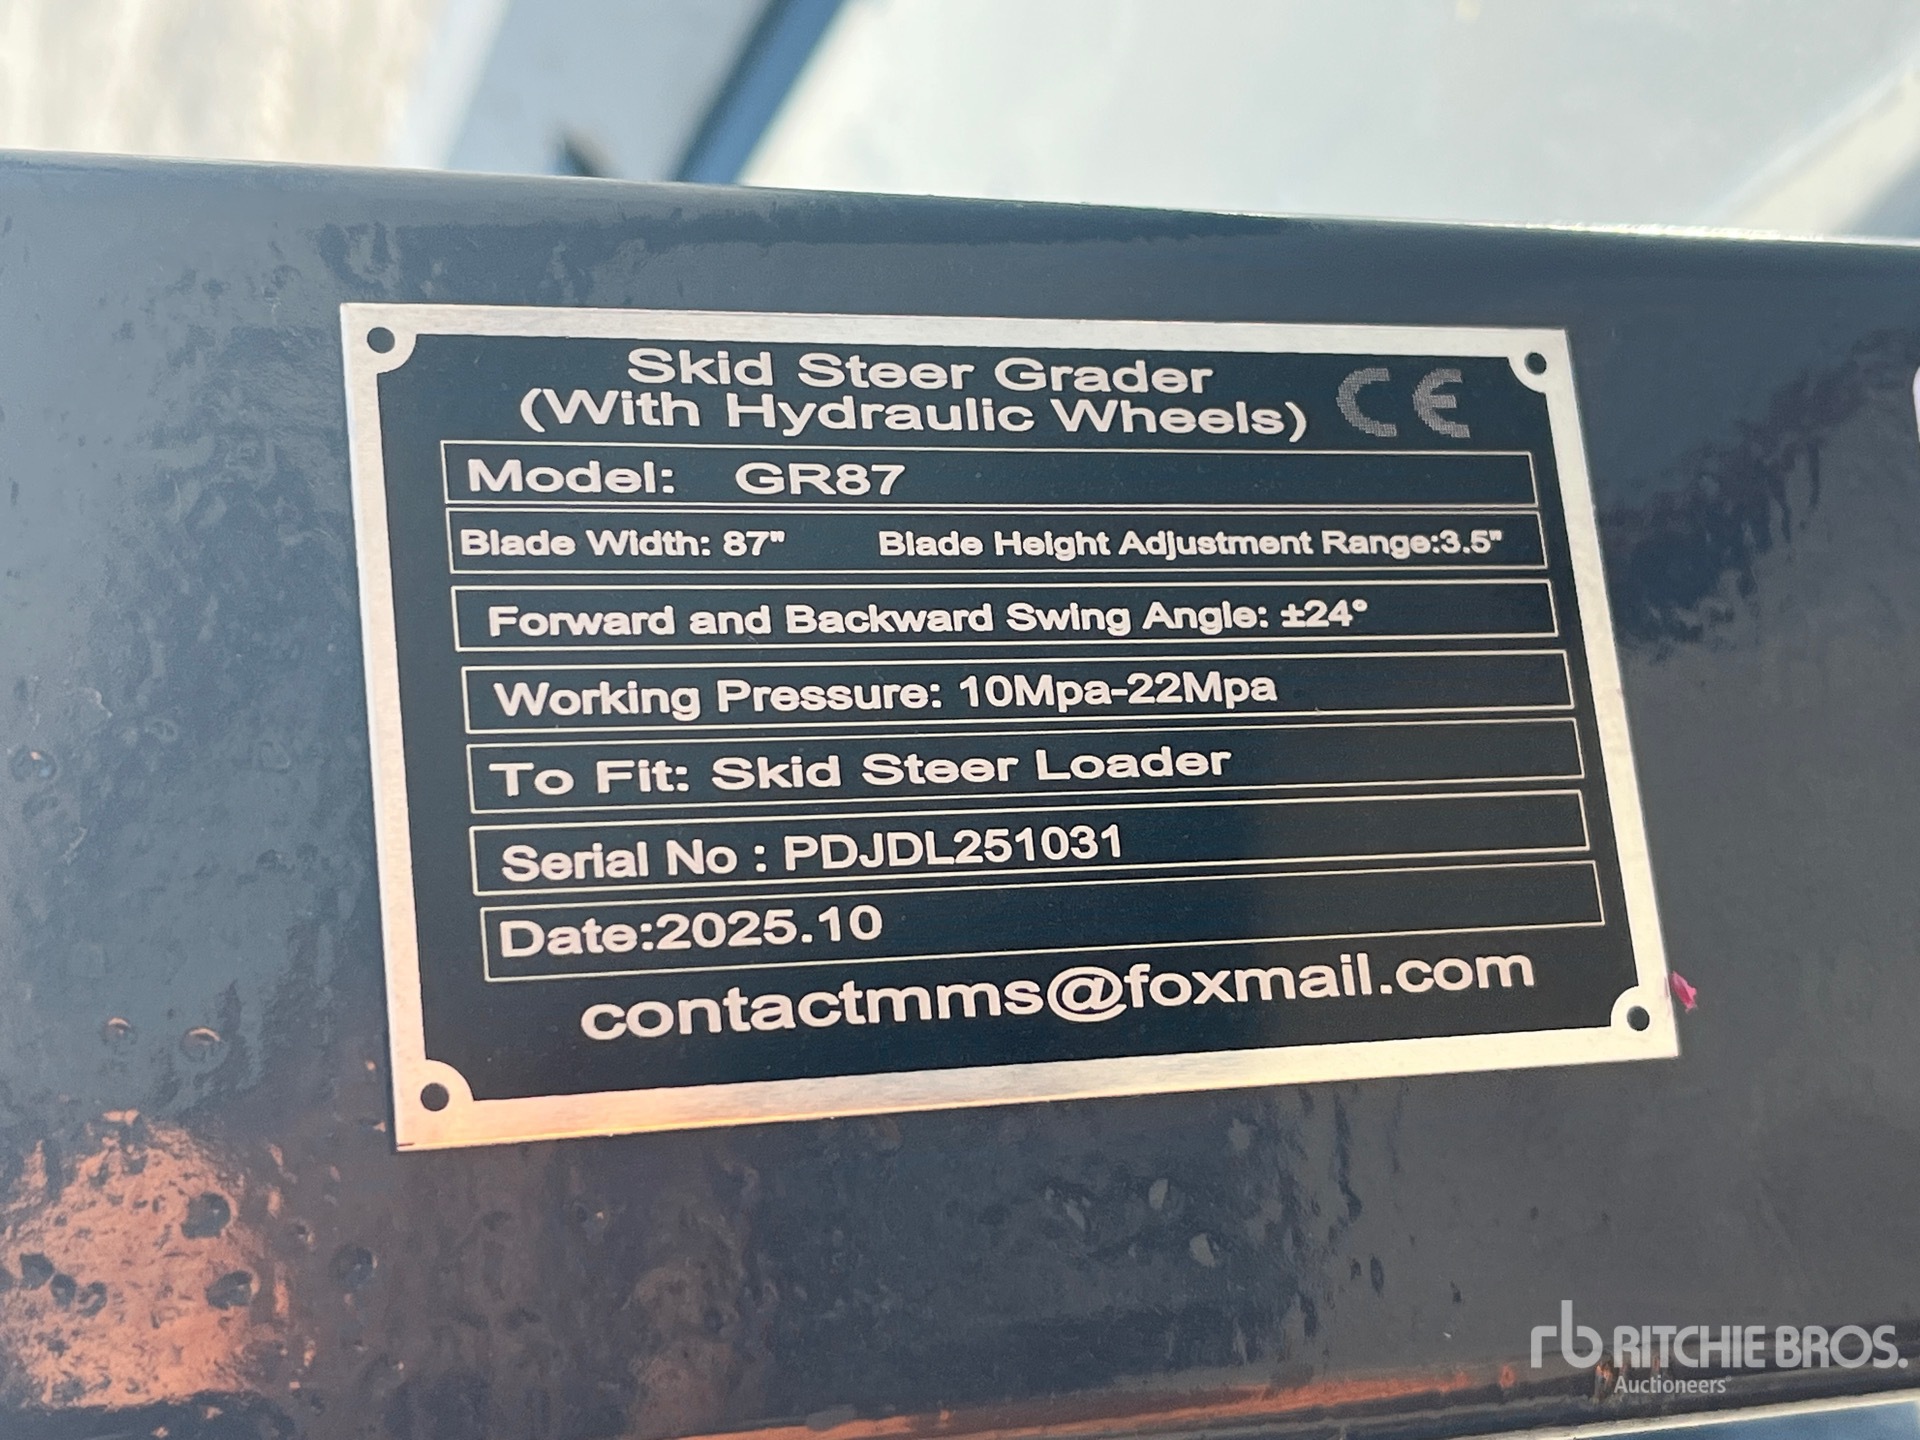 Skid Steer Grader
(With Hydraulic Wheels)
CE
Model: GR87
Blade Width: 87" Blade Height Adjustment Range:3.5"
Forward and Backward Swing Angle: ±24°
Working Pressure: 10Mpa-22Mpa
To Fit: Skid Steer Loader
Serial No : PDJDL251031
Date:2025.10
contactmms@foxmail.com
rb RITCHIE BROS.
Auctioneers